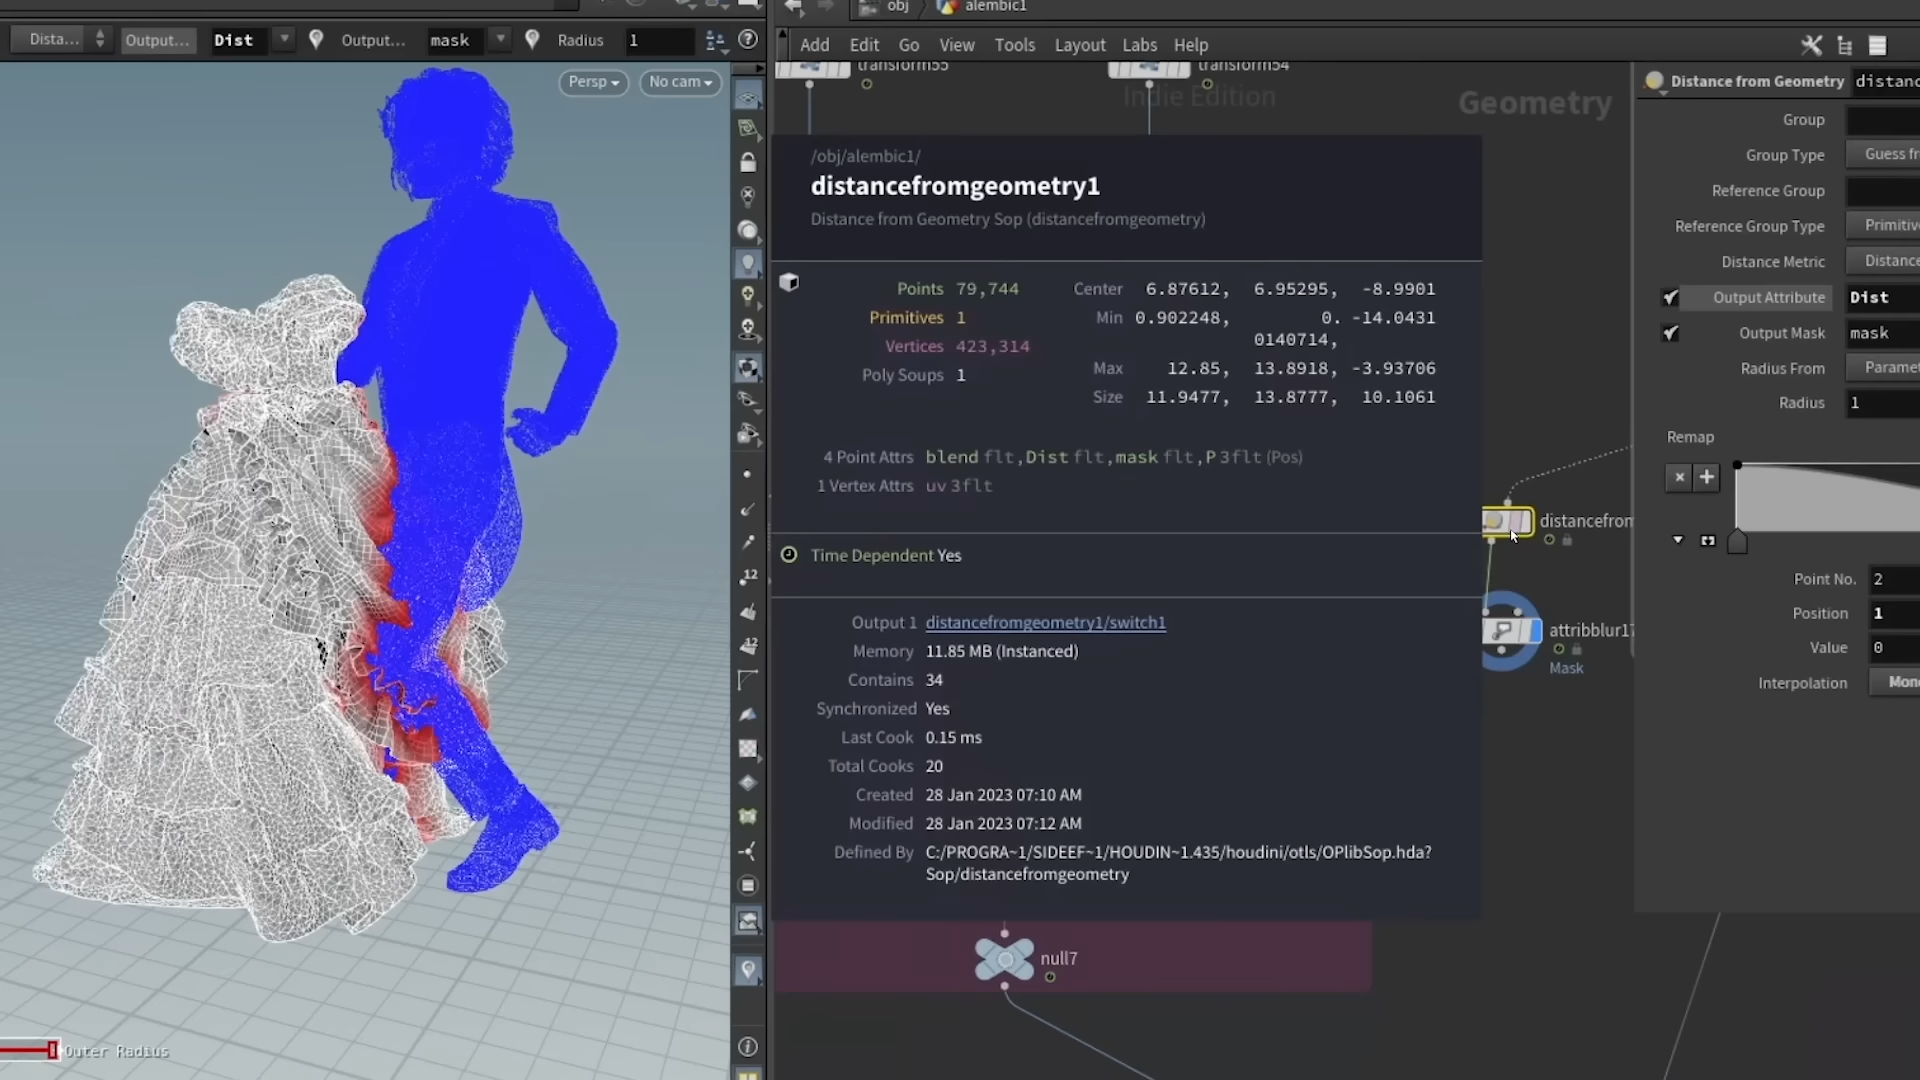 obj
alembic1
Dista...
Output...
Dist
Output...
mask
Radius
1
Add
Edit
Go
View
Tools
Layout
Labs
Help
Persp
No cam
transform55
transform54
Indie Edition
Geometry
Distance from Geometry
Group
Group Type
Reference Group
Reference Group Type
Primitiv
Distance Metric
Distance
Output Attribute
Dist
Output Mask
mask
Radius From
Paramet
Radius
1
Remap
Point No.
2
Position
1
Value
0
Interpolation
/obj/alembic1/
distancefromgeometry1
Distance from Geometry Sop (distancefromgeometry)
Points 79,744
Primitives 1
Vertices 423,314
Poly Soups 1
Center 6.87612, 6.95295, -8.9901
Min 0.902248, 0. -14.0431
0140714,
Max 12.85, 13.8918, -3.93706
Size 11.9477, 13.8777, 10.1061
4 Point Attrs blend flt,Dist flt,mask flt,P 3flt (Pos)
1 Vertex Attrs uv 3flt
Time Dependent Yes
Output 1 distancefromgeometry1/switch1
Memory 11.85 MB (Instanced)
Contains 34
Synchronized Yes
Last Cook 0.15 ms
Total Cooks 20
Created 28 Jan 2023 07:10 AM
Modified 28 Jan 2023 07:12 AM
Defined By C:/PROGRA~1/SIDEEF~1/HOUDIN~1.435/houdini/otls/OPlibSop.hda?
Sop/distancefromgeometry
distancefrom
attribblur17
Mask
null7
12
12
Outer Radius